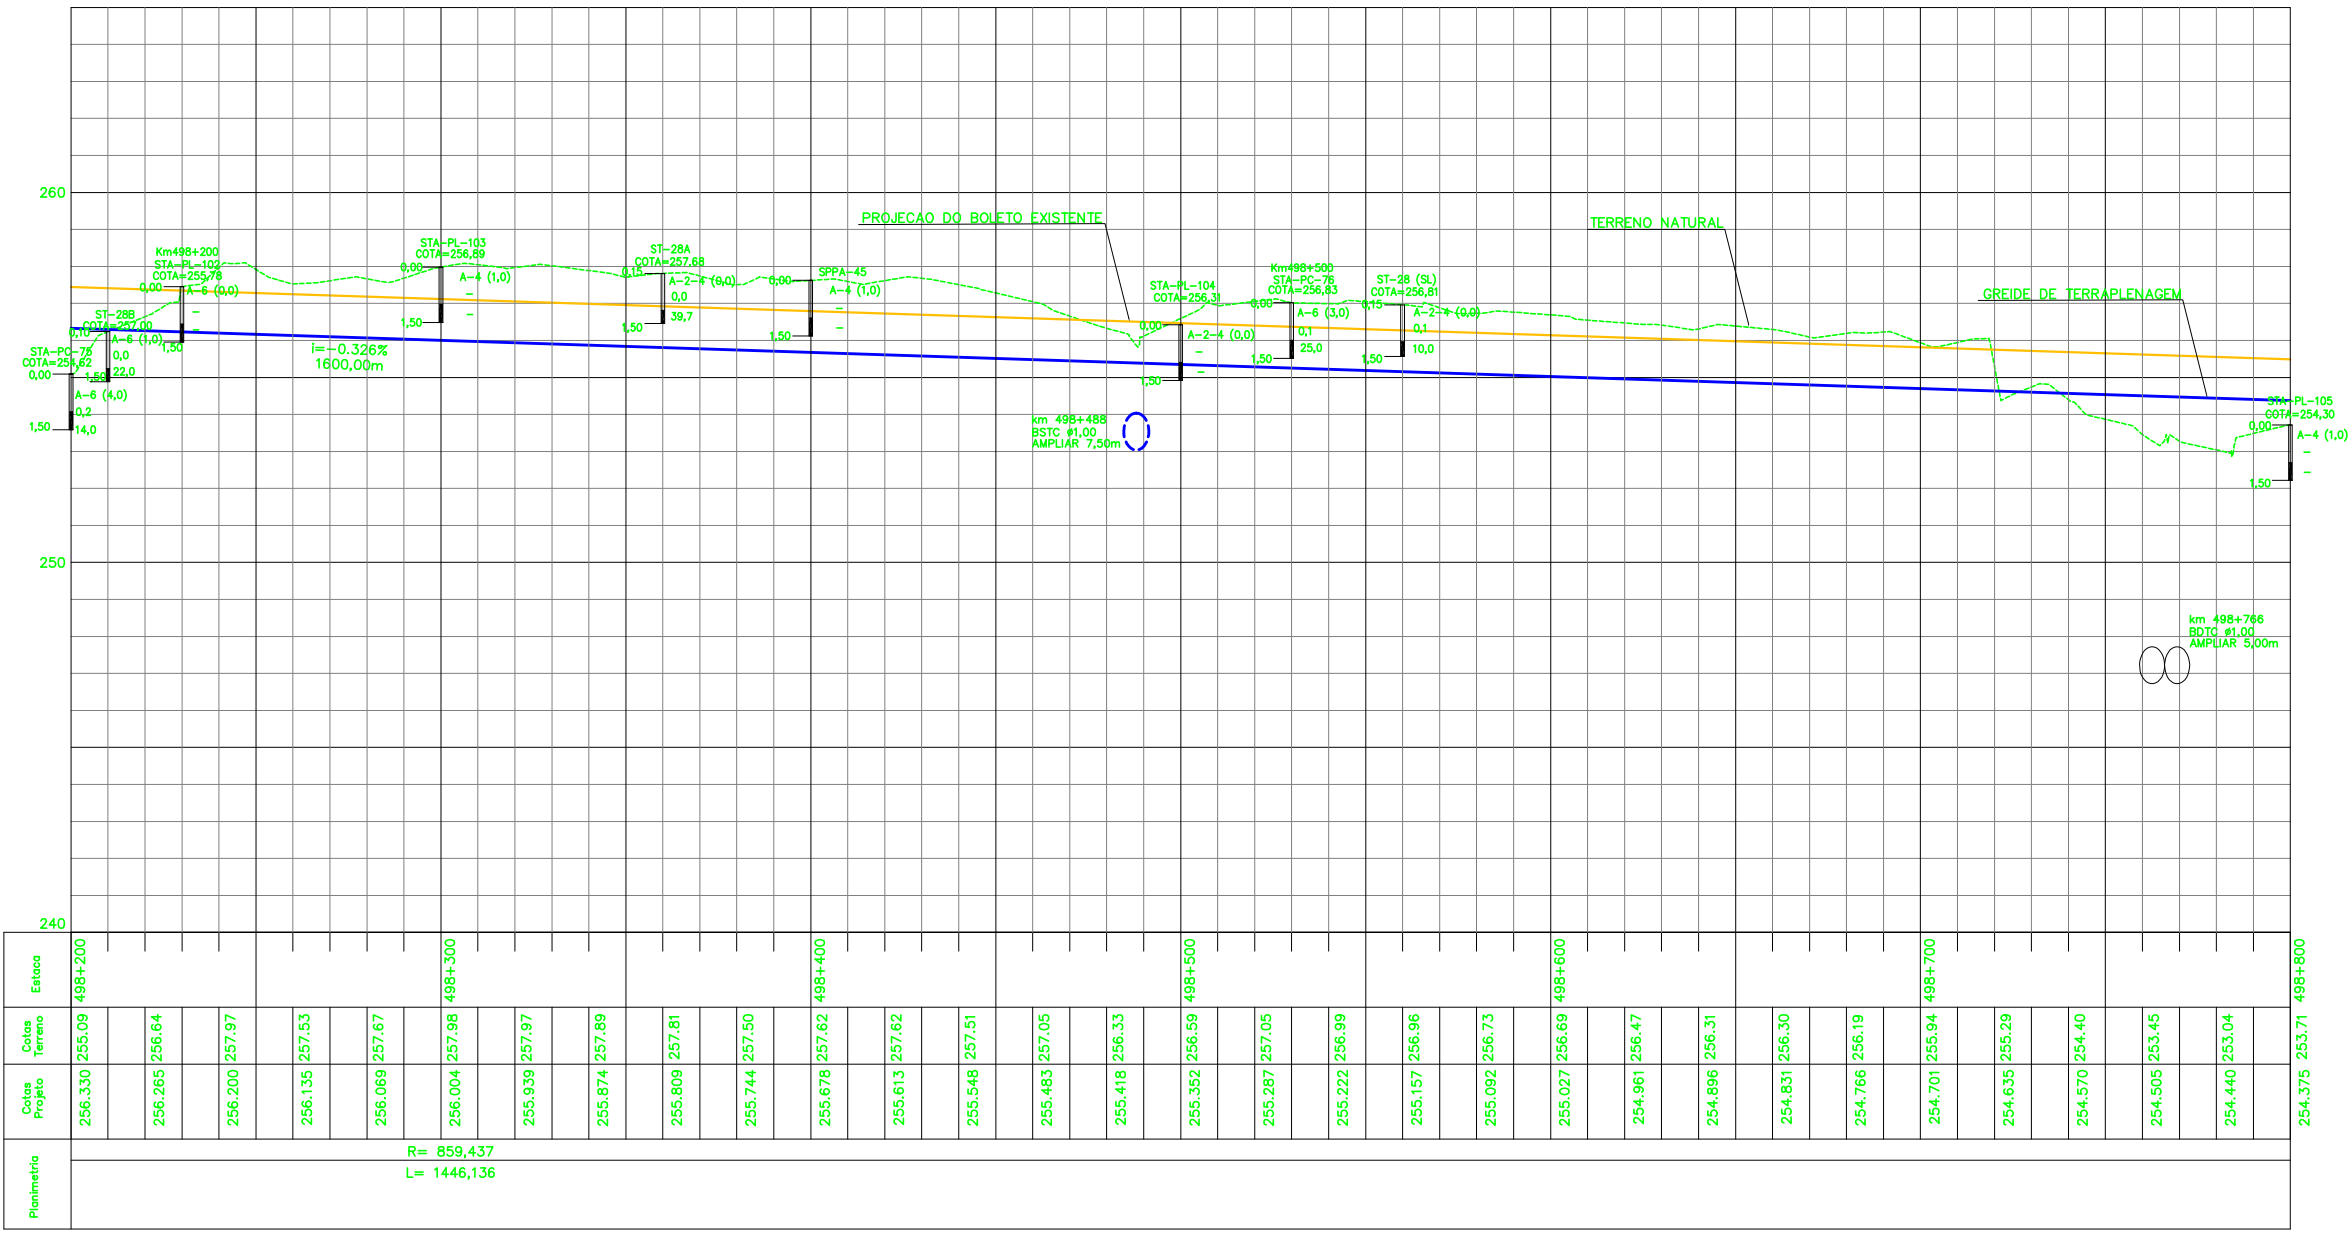 260
250
240
PROJECAO DO BOLETO EXISTENTE
TERRENO NATURAL
GREIDE DE TERRAPLENAGEM
STA-PC-75
COTA=254,62
0,00
1,50
A-6 (4,0)
0,2
14,0
ST-28B
COTA=257,00
0,10
1,50
A-6 (1,0)
0,0
22,0
Km498+200
STA-PL-102
COTA=255,78
0,00
1,50
A-6 (0,0)
-
-
i=-0.326%
1600,00m
STA-PL-103
COTA=256,89
0,00
1,50
A-4 (1,0)
-
-
ST-28A
COTA=257,68
0,15
1,50
A-2-4 (0,0)
0,0
39,7
SPPA-45
0,00
1,50
A-4 (1,0)
-
-
STA-PL-104
COTA=256,31
0,00
1,50
A-2-4 (0,0)
-
-
km 498+488
BSTC ø1,00
AMPLIAR 7,50m
Km498+500
STA-PC-76
COTA=256,83
0,00
1,50
A-6 (3,0)
0,1
25,0
ST-28 (SL)
COTA=256,81
0,15
1,50
A-2-4 (0,0)
0,1
10,0
STA-PL-105
COTA=254,30
0,00
1,50
A-4 (1,0)
-
-
km 498+766
BDTC ø1,00
AMPLIAR 5,00m
Estaca
498+200
498+300
498+400
498+500
498+600
498+700
498+800
Cotas
Terreno
255.09
256.64
257.97
257.53
257.67
257.98
257.97
257.89
257.81
257.50
257.62
257.62
257.51
257.05
256.33
256.59
257.05
256.99
256.96
256.73
256.69
256.47
256.31
256.30
256.19
255.94
255.29
254.40
253.45
253.04
253.71
Cotas
Projeto
256.330
256.265
256.200
256.135
256.069
256.004
255.939
255.874
255.809
255.744
255.678
255.613
255.548
255.483
255.418
255.352
255.287
255.222
255.157
255.092
255.027
254.961
254.896
254.831
254.766
254.701
254.635
254.570
254.505
254.440
254.375
Planimetria
R= 859,437
L= 1446,136